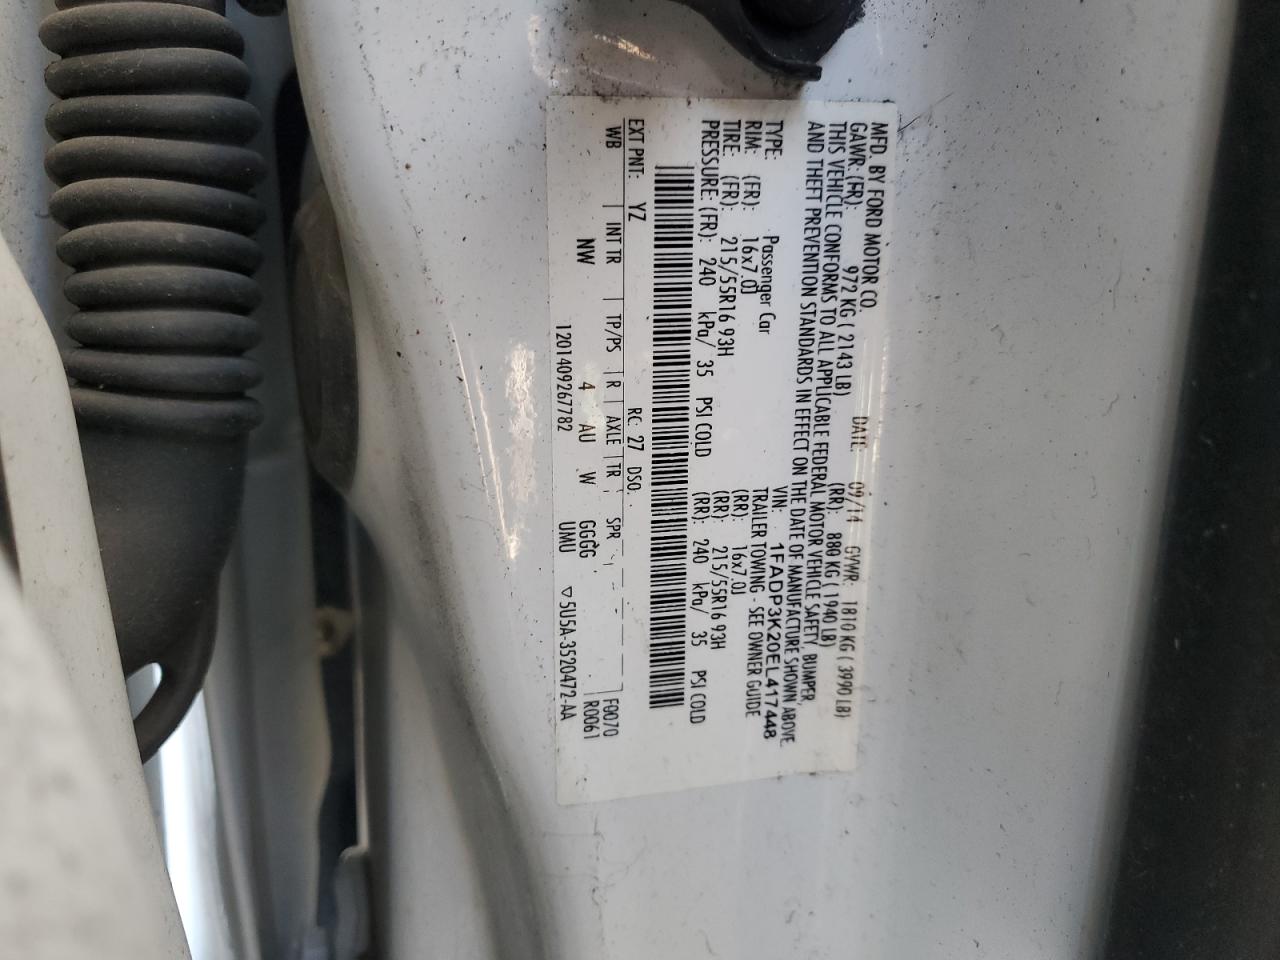 MFD. BY FORD MOTOR CO.
DATE: 09/14 GVWR: 1810 KG ( 3990 LB)
GAWR: (FR): 972 KG ( 2143 LB) (RR): 880 KG ( 1940 LB)
THIS VEHICLE CONFORMS TO ALL APPLICABLE FEDERAL MOTOR VEHICLE SAFETY, BUMPER,
AND THEFT PREVENTION STANDARDS IN EFFECT ON THE DATE OF MANUFACTURE SHOWN ABOVE.
VIN: 1FADP3K20EL417448
TYPE: Passenger Car TRAILER TOWING - SEE OWNER GUIDE
RIM: (FR): 16x7.0J (RR): 16x7.0J
TIRE: (FR): 215/55R16 93H (RR): 215/55R16 93H
PRESSURE: (FR): 240 kPa/ 35 PSI COLD (RR): 240 kPa/ 35 PSI COLD
EXT PNT: YZ RC: 27 DSO:
WB | INT TR | TP/PS | R | AXLE | TR | SPR | F0070
NW 4 AU W GGGG R0061
1201409267782 UMU ▽ 5U5A-3520472-AA